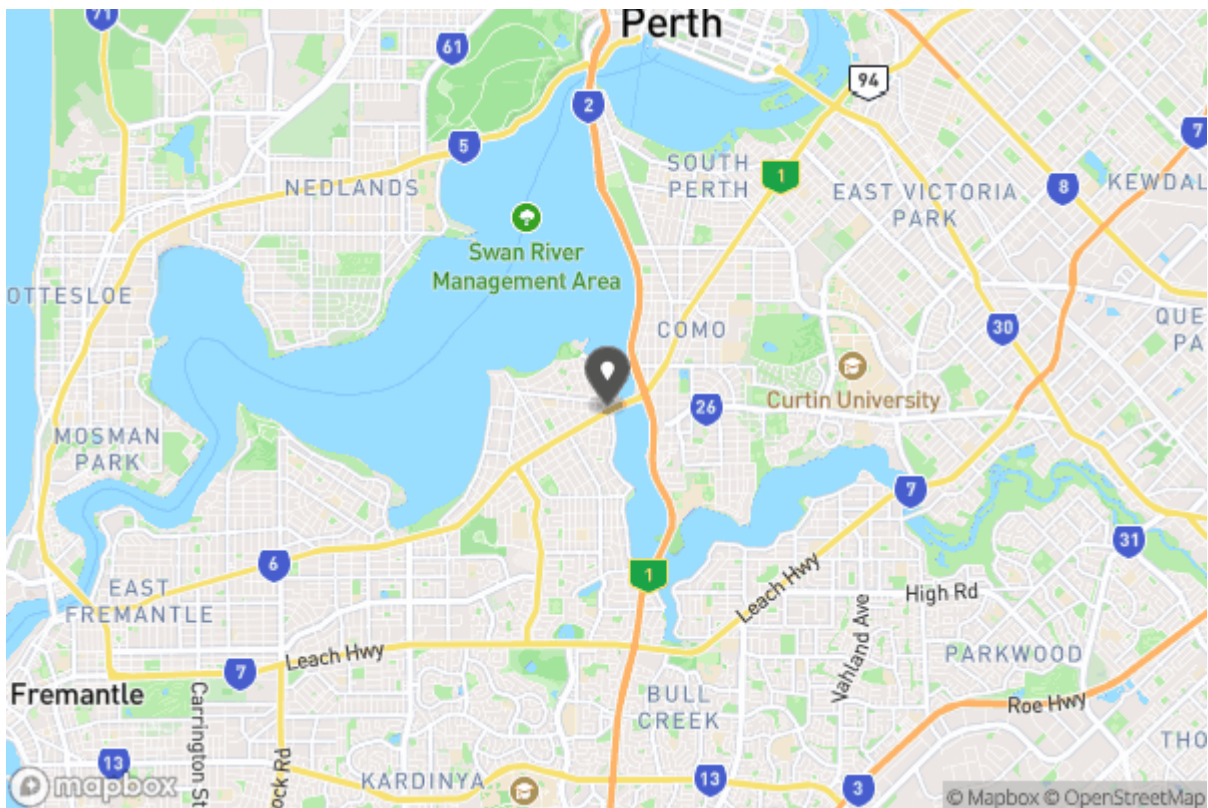 71
61
Perth
94
2
7
5
SOUTH
PERTH
1
NEDLANDS
EAST VICTORIA
PARK
8
KEWDAL
Swan River
Management Area
OTTESLOE
COMO
30
QUE
PA
Curtin University
26
MOSMAN
PARK
7
31
6
1
EAST
FREMANTLE
Leach Hwy
High Rd
Leach Hwy
7
Vahland Ave
PARKWOOD
Fremantle
Carrington St
BULL
CREEK
Roe Hwy
ock Rd
13
KARDINYA
13
3
THO
mapbox
© Mapbox © OpenStreetMap